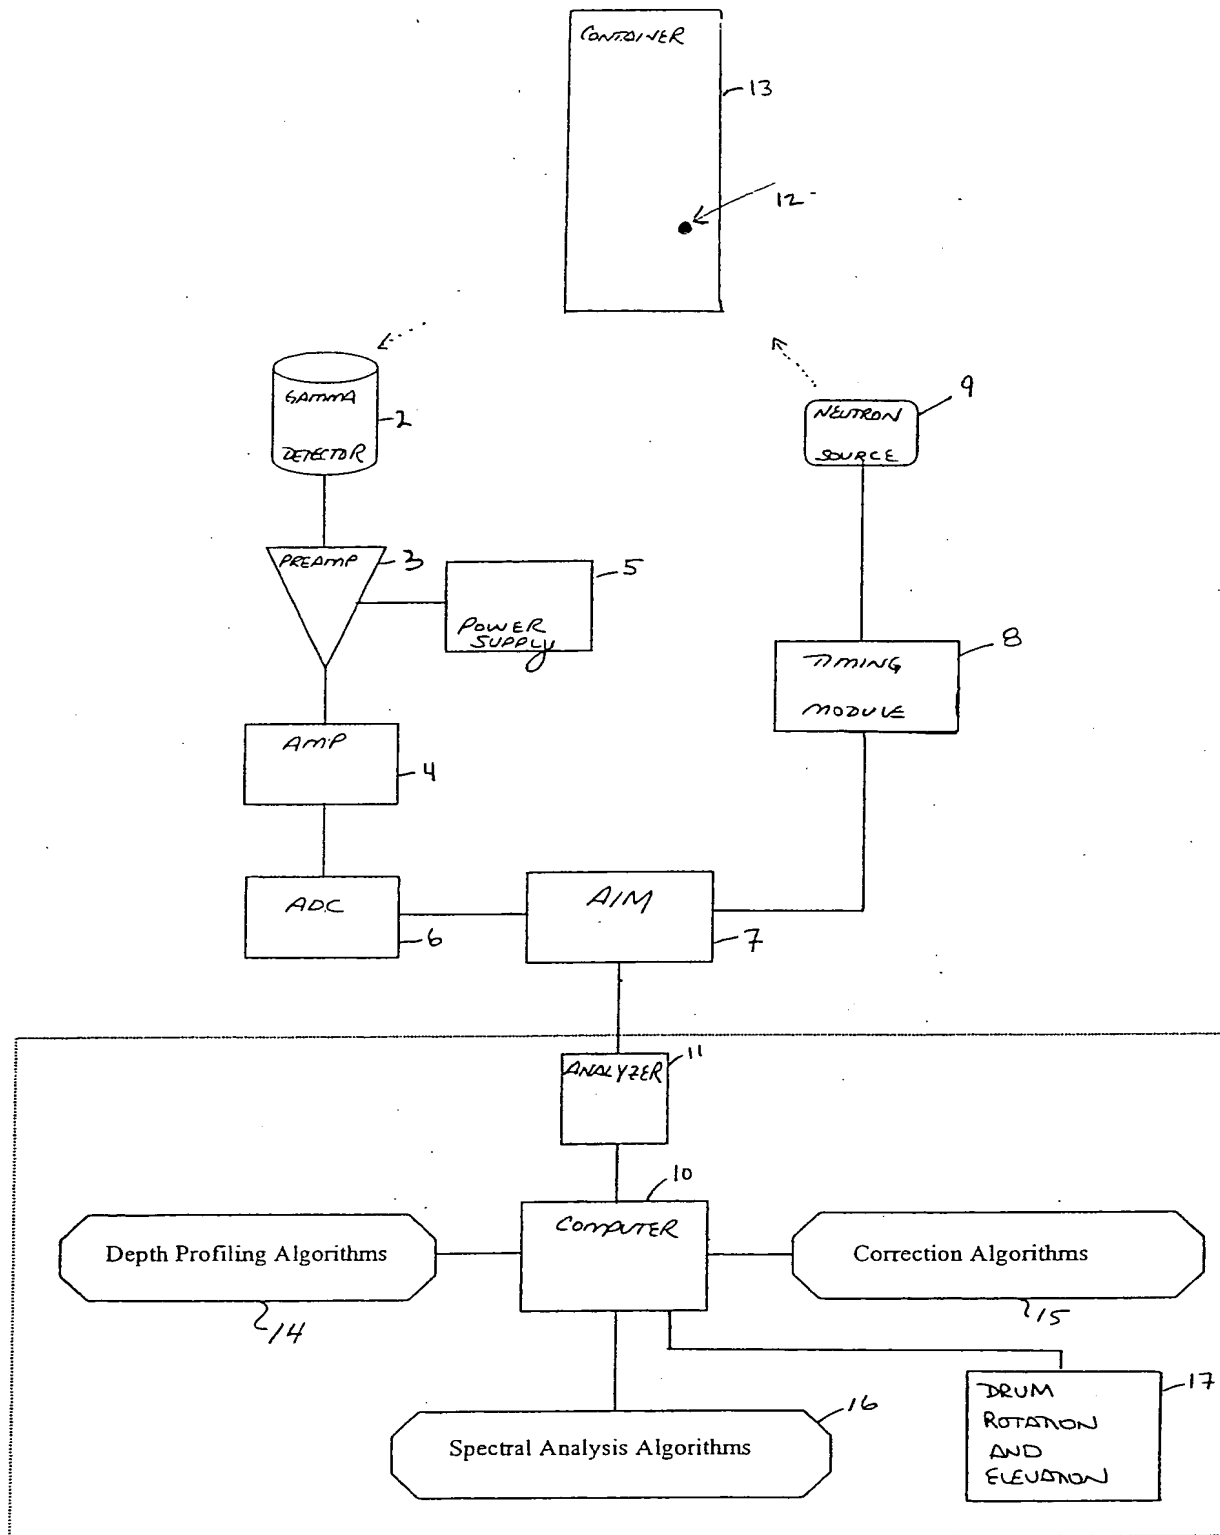 CONTAINER
13
12
GAMMA
DETECTOR
2
NEUTRON
SOURCE
9
PREAMP
3
POWER
SUPPLY
5
TIMING
MODULE
8
AMP
4
ADC
6
AIM
7
ANALYZER
11
COMPUTER
10
Depth Profiling Algorithms
14
Correction Algorithms
15
Spectral Analysis Algorithms
16
DRUM
ROTATION
AND
ELEVATION
17